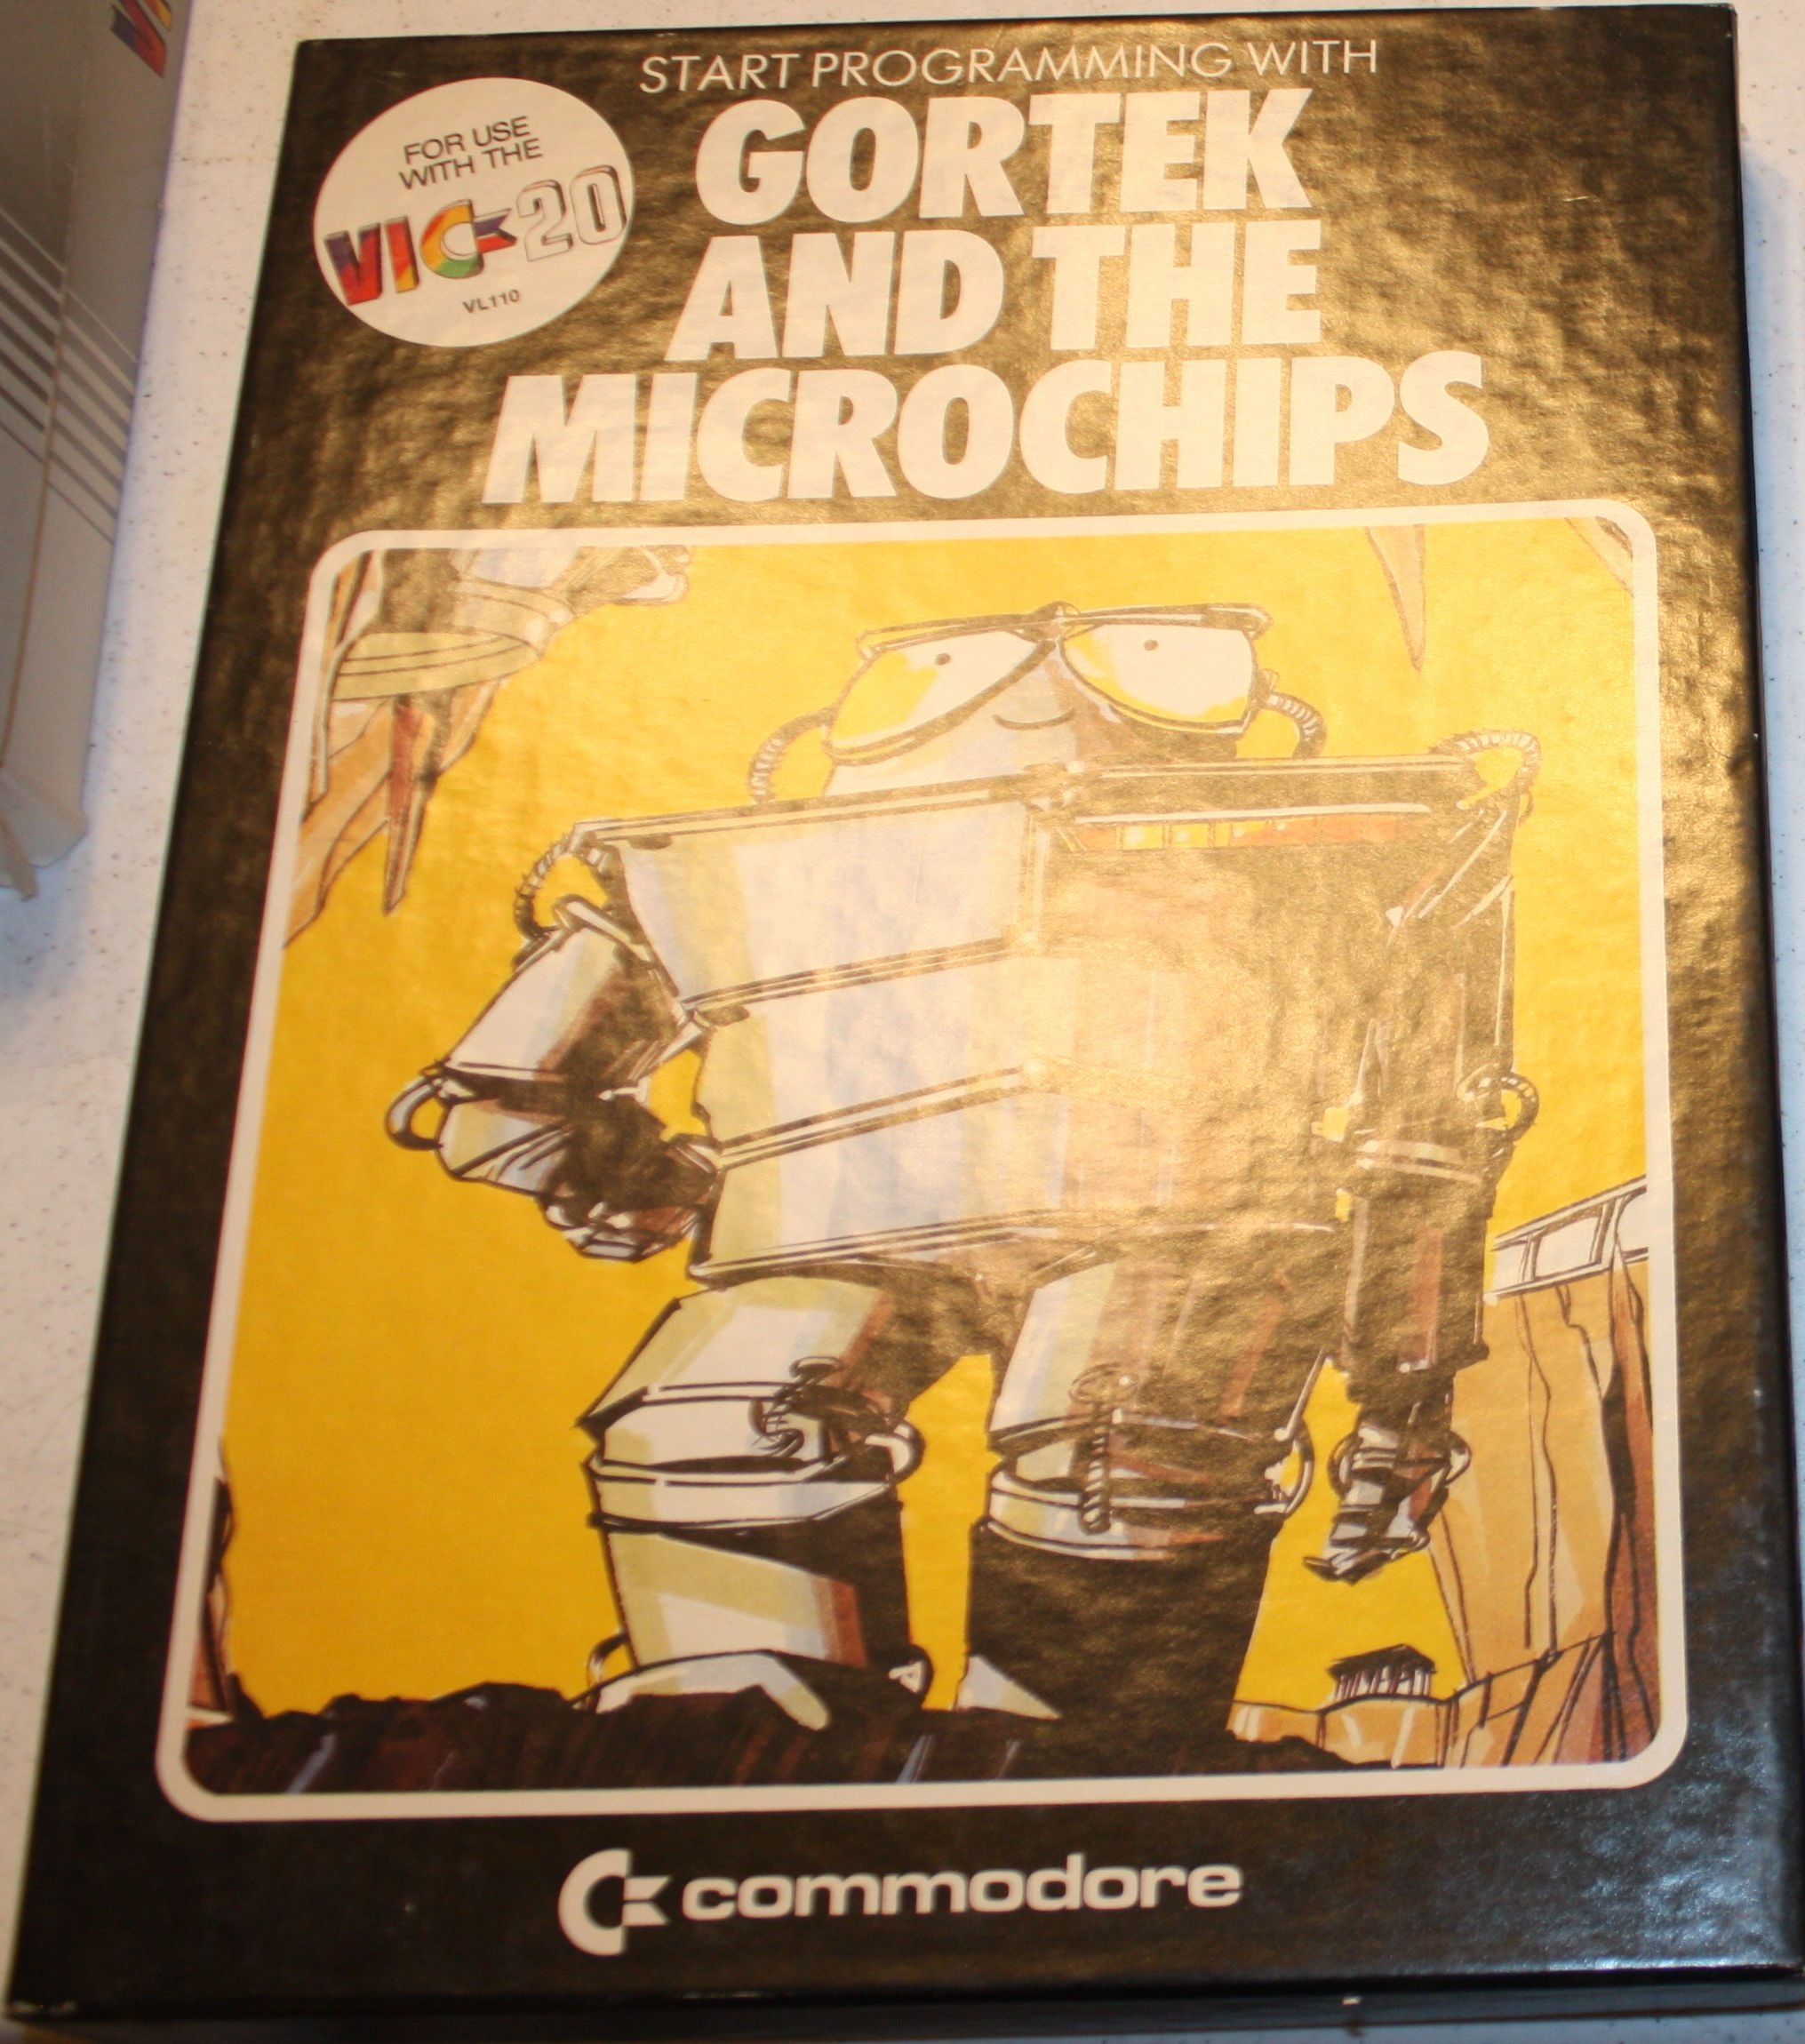 START PROGRAMMING WITH
GORTEK
AND THE
MICROCHIPS
FOR USE
WITH THE
VIC-20
VL110
commodore